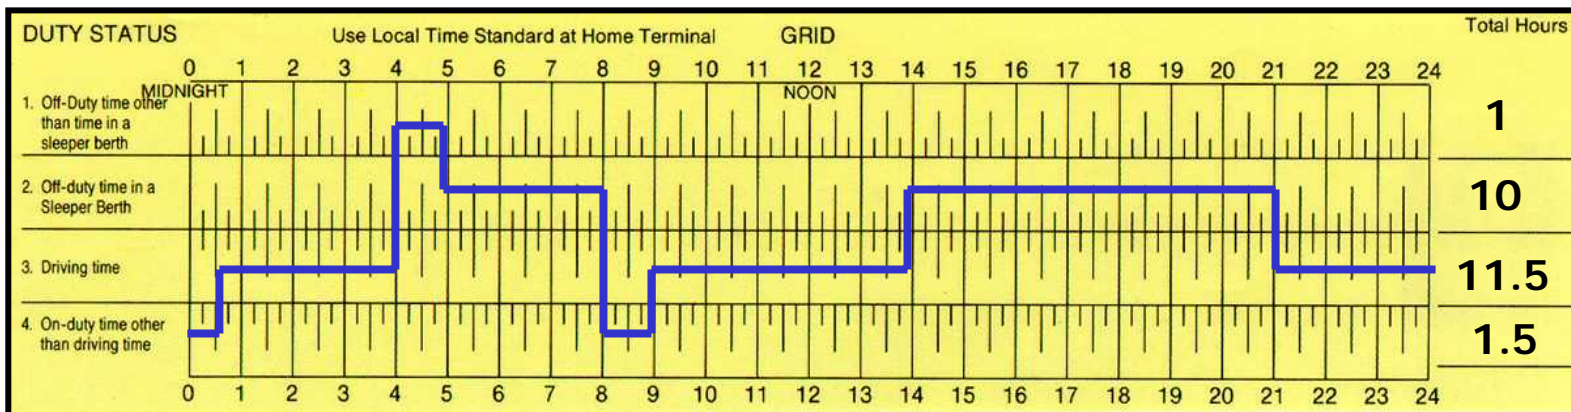 DUTY STATUS Use Local Time Standard at Home Terminal GRID Total Hours
0 1 2 3 4 5 6 7 8 9 10 11 12 13 14 15 16 17 18 19 20 21 22 23 24
MIDNIGHT NOON
1. Off-Duty time other
than time in a
sleeper berth
1
2. Off-duty time in a
Sleeper Berth
10
3. Driving time
11.5
4. On-duty time other
than driving time
1.5
0 1 2 3 4 5 6 7 8 9 10 11 12 13 14 15 16 17 18 19 20 21 22 23 24